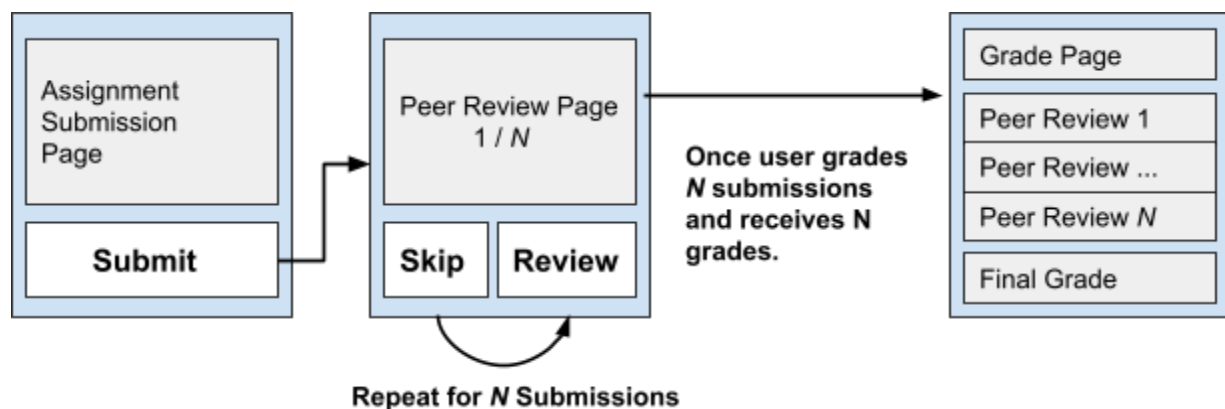 Assignment
Submission
Page
Submit
Peer Review Page
1 / N
Skip
Review
Repeat for N Submissions
Once user grades
N submissions
and receives N
grades.
Grade Page
Peer Review 1
Peer Review ...
Peer Review N
Final Grade